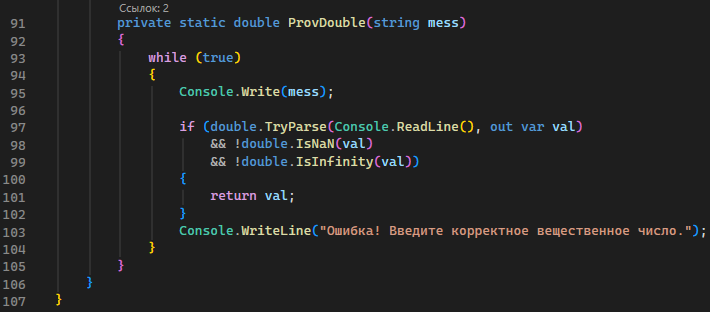 Ссылок: 2
91 private static double ProvDouble(string mess)
92 {
93 while (true)
94 {
95 Console.Write(mess);
96
97 if (double.TryParse(Console.ReadLine(), out var val)
98 && !double.IsNaN(val)
99 && !double.IsInfinity(val))
100 {
101 return val;
102 }
103 Console.WriteLine("Ошибка! Введите корректное вещественное число.");
104 }
105 }
106 }
107 }